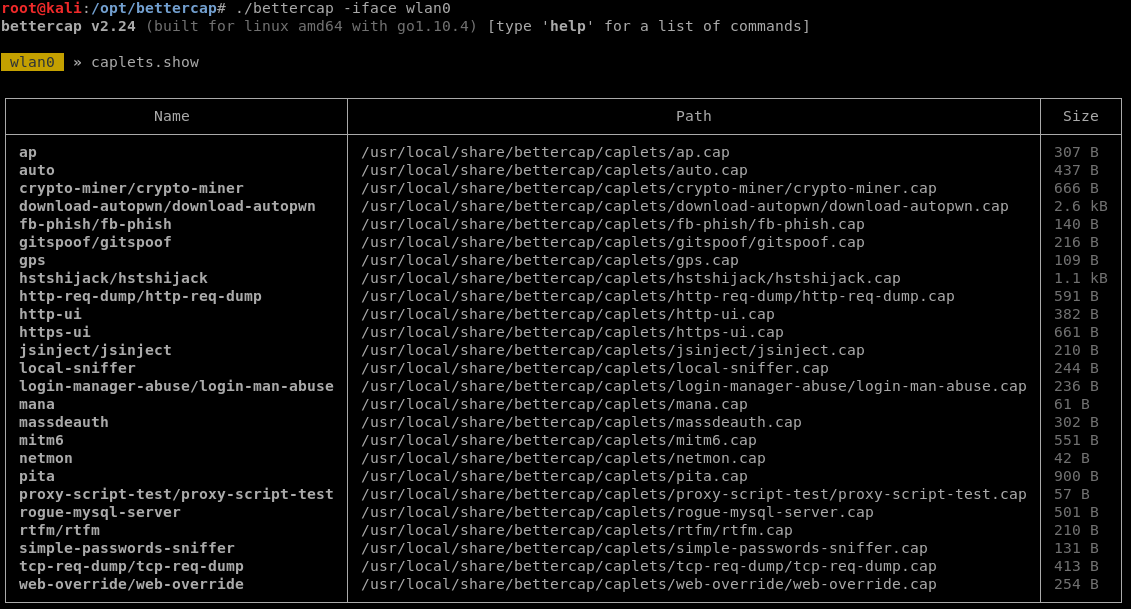 root@kali:/opt/bettercap# ./bettercap -iface wlan0
bettercap v2.24 (built for linux amd64 with go1.10.4) [type 'help' for a list of commands]
wlan0 » caplets.show
Name Path Size
ap /usr/local/share/bettercap/caplets/ap.cap 307 B
auto /usr/local/share/bettercap/caplets/auto.cap 437 B
crypto-miner/crypto-miner /usr/local/share/bettercap/caplets/crypto-miner/crypto-miner.cap 666 B
download-autopwn/download-autopwn /usr/local/share/bettercap/caplets/download-autopwn/download-autopwn.cap 2.6 kB
fb-phish/fb-phish /usr/local/share/bettercap/caplets/fb-phish/fb-phish.cap 140 B
gitspoof/gitspoof /usr/local/share/bettercap/caplets/gitspoof/gitspoof.cap 216 B
gps /usr/local/share/bettercap/caplets/gps.cap 109 B
hstshijack/hstshijack /usr/local/share/bettercap/caplets/hstshijack/hstshijack.cap 1.1 kB
http-req-dump/http-req-dump /usr/local/share/bettercap/caplets/http-req-dump/http-req-dump.cap 591 B
http-ui /usr/local/share/bettercap/caplets/http-ui.cap 382 B
https-ui /usr/local/share/bettercap/caplets/https-ui.cap 661 B
jsinject/jsinject /usr/local/share/bettercap/caplets/jsinject/jsinject.cap 210 B
local-sniffer /usr/local/share/bettercap/caplets/local-sniffer.cap 244 B
login-manager-abuse/login-man-abuse /usr/local/share/bettercap/caplets/login-manager-abuse/login-man-abuse.cap 236 B
mana /usr/local/share/bettercap/caplets/mana.cap 61 B
massdeauth /usr/local/share/bettercap/caplets/massdeauth.cap 302 B
mitm6 /usr/local/share/bettercap/caplets/mitm6.cap 551 B
netmon /usr/local/share/bettercap/caplets/netmon.cap 42 B
pita /usr/local/share/bettercap/caplets/pita.cap 900 B
proxy-script-test/proxy-script-test /usr/local/share/bettercap/caplets/proxy-script-test/proxy-script-test.cap 57 B
rogue-mysql-server /usr/local/share/bettercap/caplets/rogue-mysql-server.cap 501 B
rtfm/rtfm /usr/local/share/bettercap/caplets/rtfm/rtfm.cap 210 B
simple-passwords-sniffer /usr/local/share/bettercap/caplets/simple-passwords-sniffer.cap 131 B
tcp-req-dump/tcp-req-dump /usr/local/share/bettercap/caplets/tcp-req-dump/tcp-req-dump.cap 413 B
web-override/web-override /usr/local/share/bettercap/caplets/web-override/web-override.cap 254 B